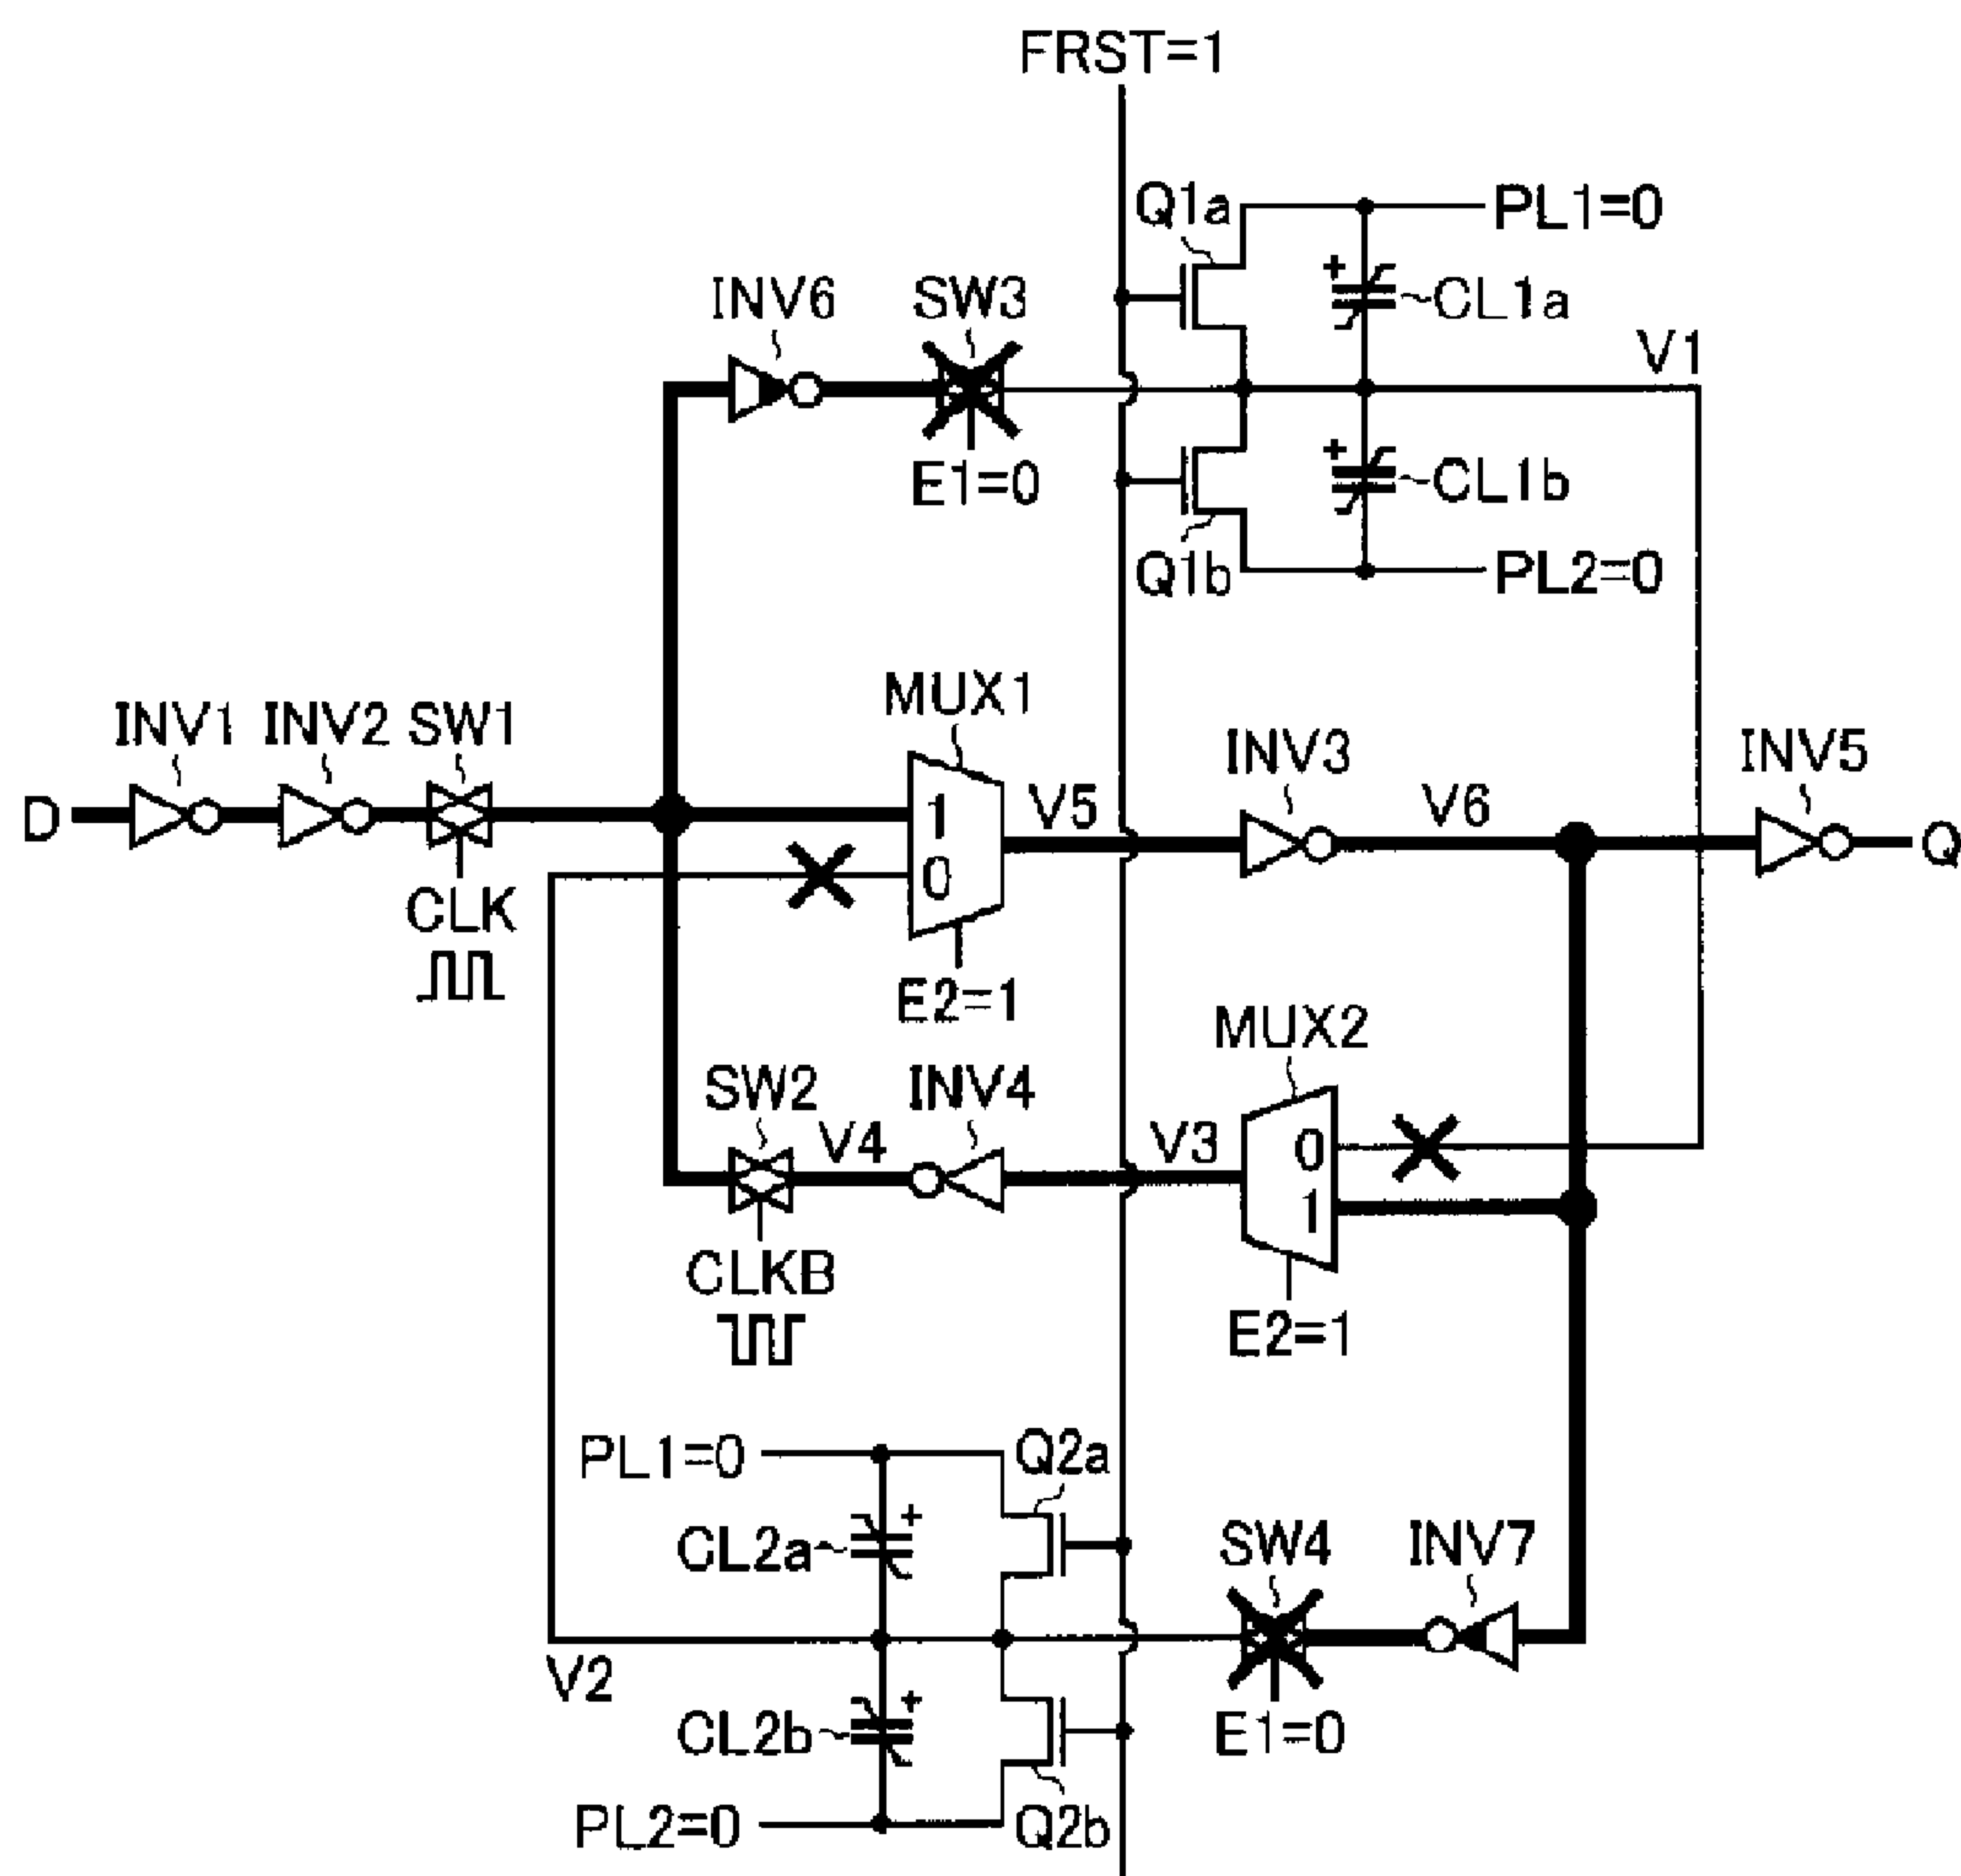 FRST=1
Q1a
PL1=0
INV6
SW3
CL1a
V1
E1=0
CL1b
Q1b
PL2=0
MUX1
INV1
INV2
SW1
INV3
INV5
D
1
V5
V6
Q
0
CLK
E2=1
MUX2
SW2
INV4
V4
V3
0
1
CLKB
E2=1
PL1=0
Q2a
CL2a
SW4
INV7
V2
CL2b
E1=0
PL2=0
Q2b